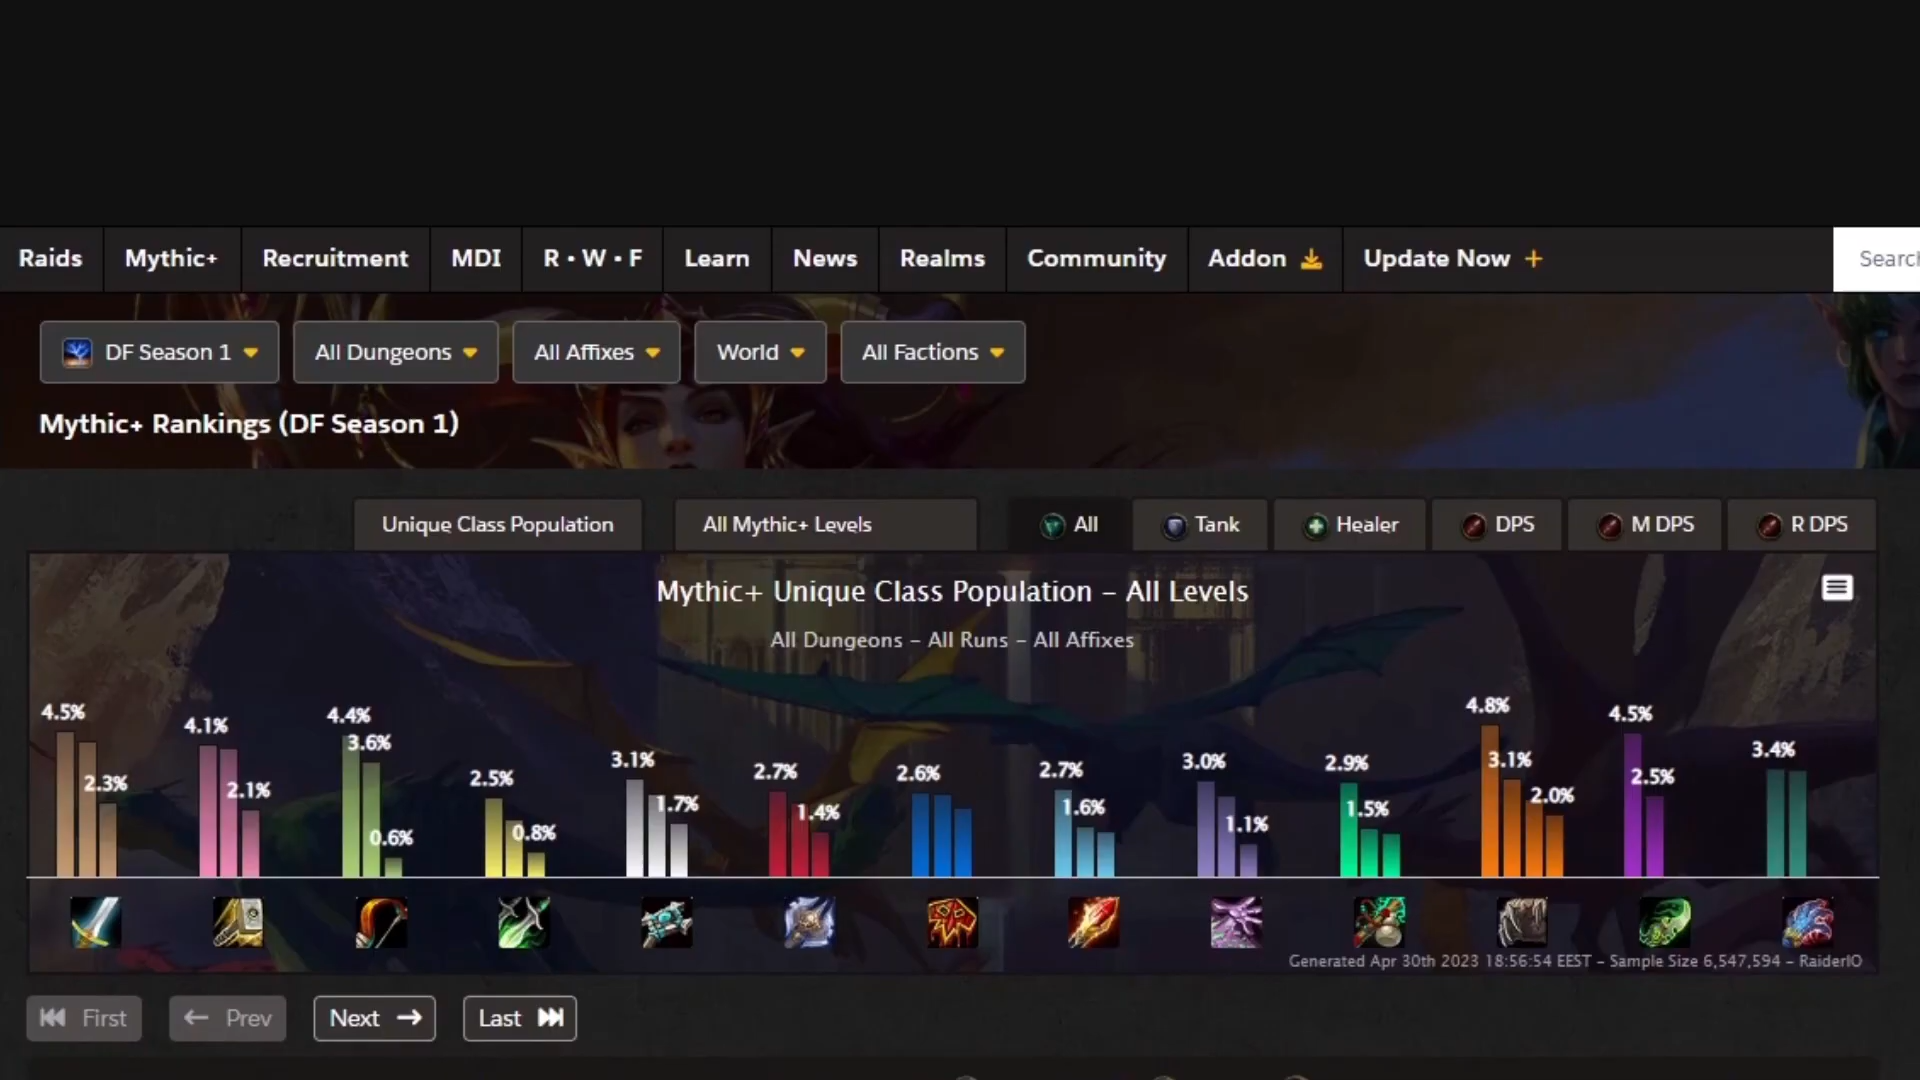 Raids Mythic+ Recruitment MDI R • W • F Learn News Realms Community Addon Update Now + Search
DF Season 1 All Dungeons All Affixes World All Factions
Mythic+ Rankings (DF Season 1)
Unique Class Population All Mythic+ Levels All Tank Healer DPS M DPS R DPS
Mythic+ Unique Class Population – All Levels
All Dungeons – All Runs – All Affixes
4.5% 2.3% 4.1% 2.1% 4.4% 3.6% 0.6% 2.5% 0.8% 3.1% 1.7% 2.7% 1.4% 2.6% 2.7% 1.6% 3.0% 1.1% 2.9% 1.5% 4.8% 3.1% 2.0% 4.5% 2.5% 3.4%
Generated Apr 30th 2023 18:56:54 EEST – Sample Size 6,547,594 – RaiderIO
First ← Prev Next → Last